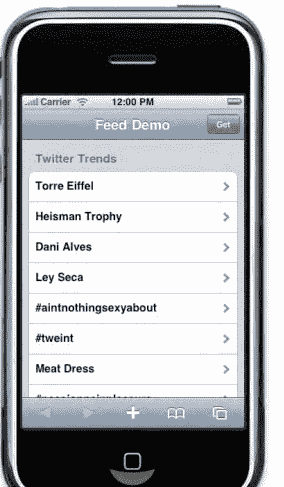 Carrier 12:00 PM
Feed Demo Get
Twitter Trends
Torre Eiffel
Heisman Trophy
Dani Alves
Ley Seca
#aintnothingsexyabout
#tweint
Meat Dress